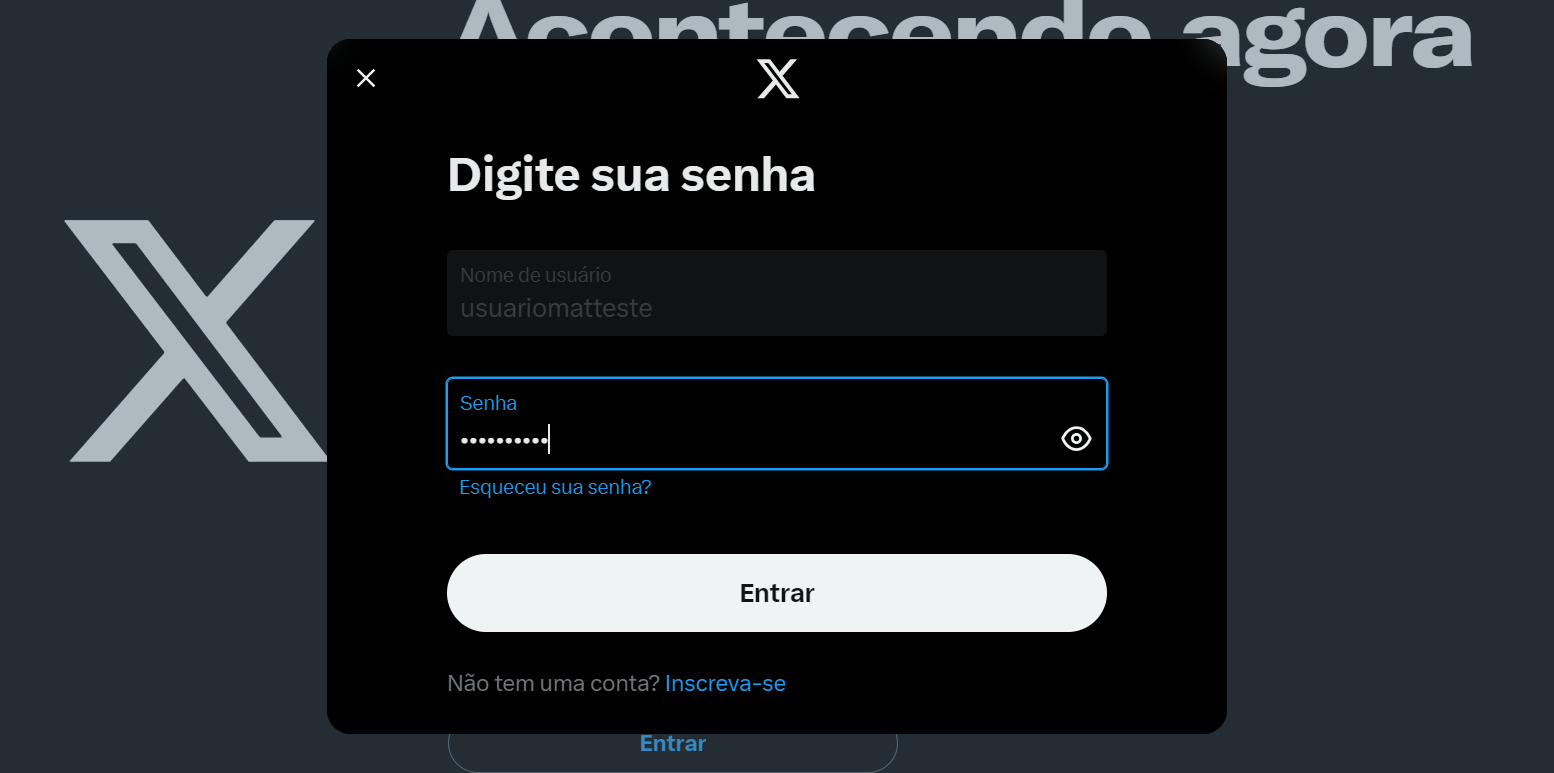 Acontecendo agora
Digite sua senha
Nome de usuário
usuariomatteste
Senha
••••••••••
Esqueceu sua senha?
Entrar
Não tem uma conta? Inscreva-se
Entrar